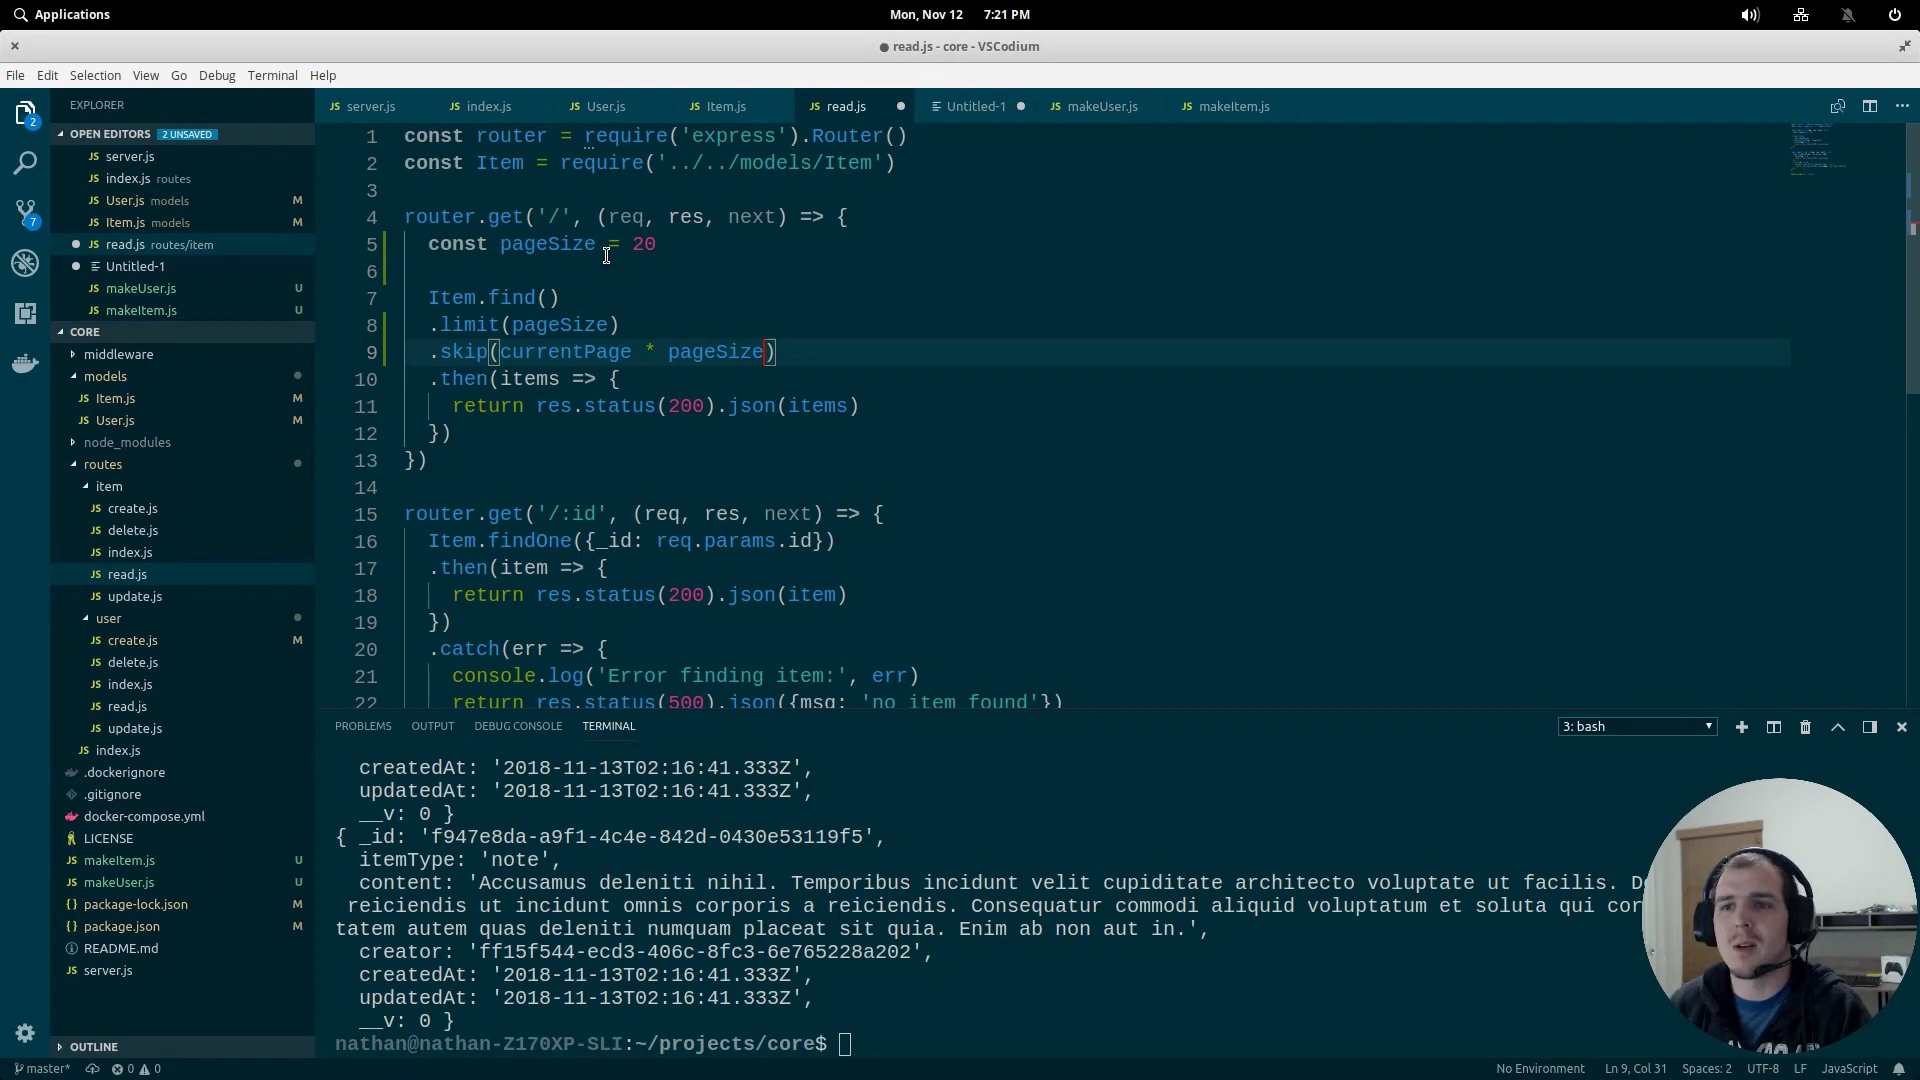 Applications
Mon, Nov 12 7:21 PM
● read.js - core - VSCodium
File Edit Selection View Go Debug Terminal Help
EXPLORER
OPEN EDITORS 2 UNSAVED
JS server.js
JS index.js routes
JS User.js models M
JS Item.js models M
JS read.js routes/item
Untitled-1
JS makeUser.js U
JS makeItem.js U
CORE
middleware
models
JS Item.js M
JS User.js M
node_modules
routes
item
JS create.js
JS delete.js
JS index.js
JS read.js
JS update.js
user
JS create.js M
JS delete.js
JS index.js
JS read.js
JS update.js
JS index.js
.dockerignore
.gitignore
docker-compose.yml
LICENSE
JS makeItem.js U
JS makeUser.js U
package-lock.json
package.json
README.md
JS server.js
OUTLINE
2
7
JS server.js JS index.js JS User.js JS Item.js JS read.js Untitled-1 JS makeUser.js JS makeItem.js
1 const router = require('express').Router()
2 const Item = require('../../models/Item')
3
4 router.get('/', (req, res, next) => {
5 const pageSize = 20
6
7 Item.find()
8 .limit(pageSize)
9 .skip(currentPage * pageSize)
10 .then(items => {
11 return res.status(200).json(items)
12 })
13 })
14
15 router.get('/:id', (req, res, next) => {
16 Item.findOne({_id: req.params.id})
17 .then(item => {
18 return res.status(200).json(item)
19 })
20 .catch(err => {
21 console.log('Error finding item:', err)
22 return res.status(500).json({msg: 'no item found'})
PROBLEMS OUTPUT DEBUG CONSOLE TERMINAL 3: bash
createdAt: '2018-11-13T02:16:41.333Z',
updatedAt: '2018-11-13T02:16:41.333Z',
__v: 0 }
{ _id: 'f947e8da-a9f1-4c4e-842d-0430e53119f5',
itemType: 'note',
content: 'Accusamus deleniti nihil. Temporibus incidunt velit cupiditate architecto voluptate ut facilis.
reiciendis ut incidunt omnis corporis a reiciendis. Consequatur commodi aliquid voluptatum et soluta qui
tatem autem quas deleniti numquam placeat sit quia. Enim ab non aut in.',
creator: 'ff15f544-ecd3-406c-8fc3-6e765228a202',
createdAt: '2018-11-13T02:16:41.333Z',
updatedAt: '2018-11-13T02:16:41.333Z',
__v: 0 }
nathan@nathan-Z170XP-SLI:~/projects/core$
master* 0 0 No Environment Ln 9, Col 31 Spaces: 2 UTF-8 LF JavaScript